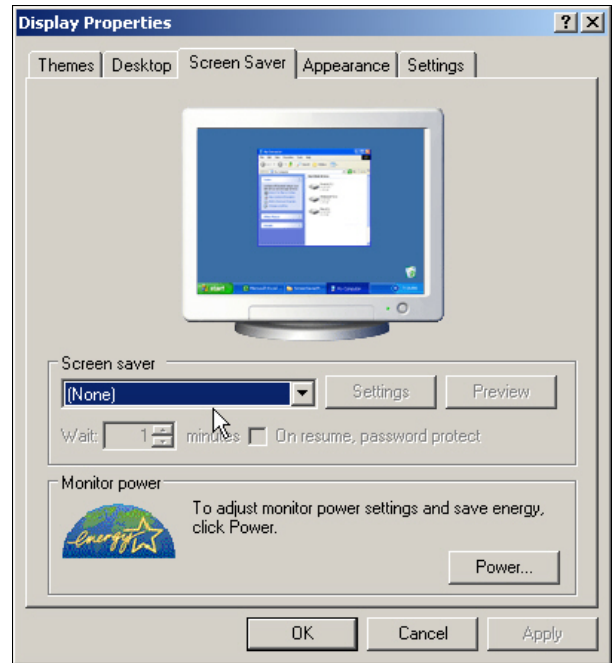 Display Properties
Themes Desktop Screen Saver Appearance Settings
start
Screen saver
(None) Settings Preview
Wait: 1 minutes On resume, password protect
Monitor power
energy
To adjust monitor power settings and save energy,
click Power.
Power...
OK Cancel Apply